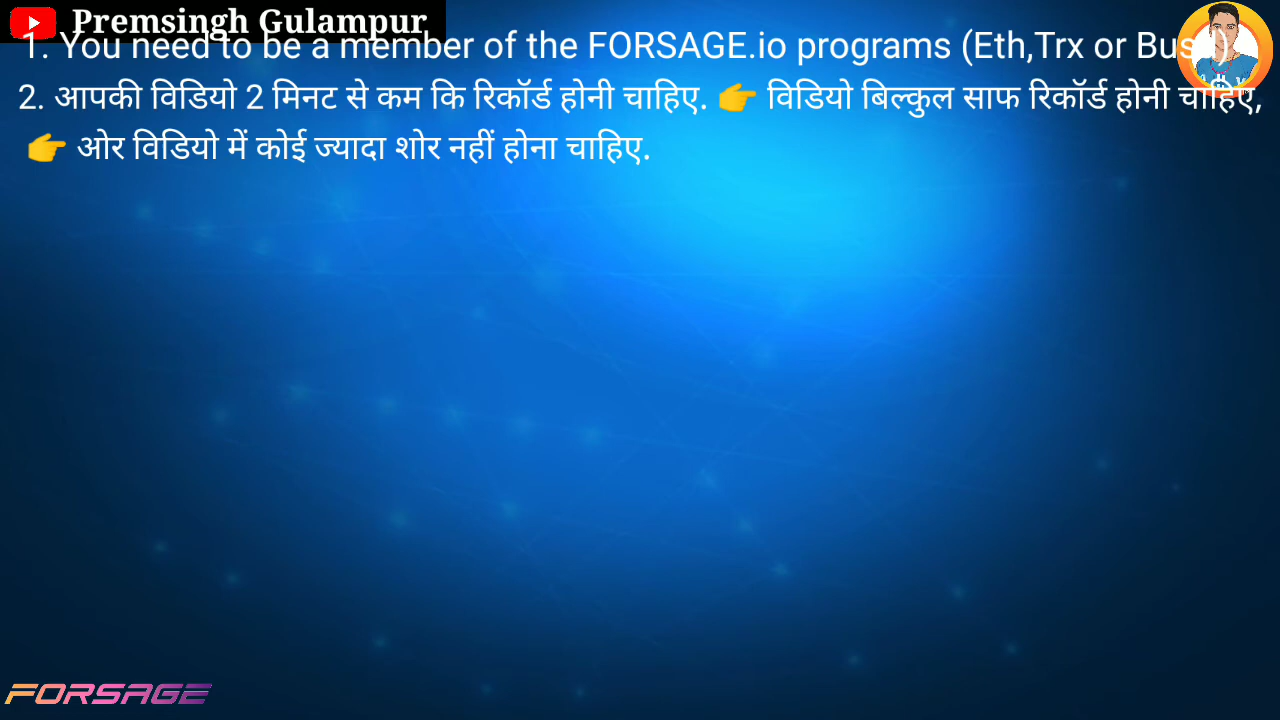 Premsingh Gulampur
1. You need to be a member of the FORSAGE.io programs (Eth,Trx or
2. आपकी विडियो 2 मिनट से कम कि रिकॉर्ड होनी चाहिए. 👉 विडियो बिल्कुल साफ रिकॉर्ड होनी चाहिए,
👉 ओर विडियो में कोई ज्यादा शोर नहीं होना चाहिए.
FORSAGE